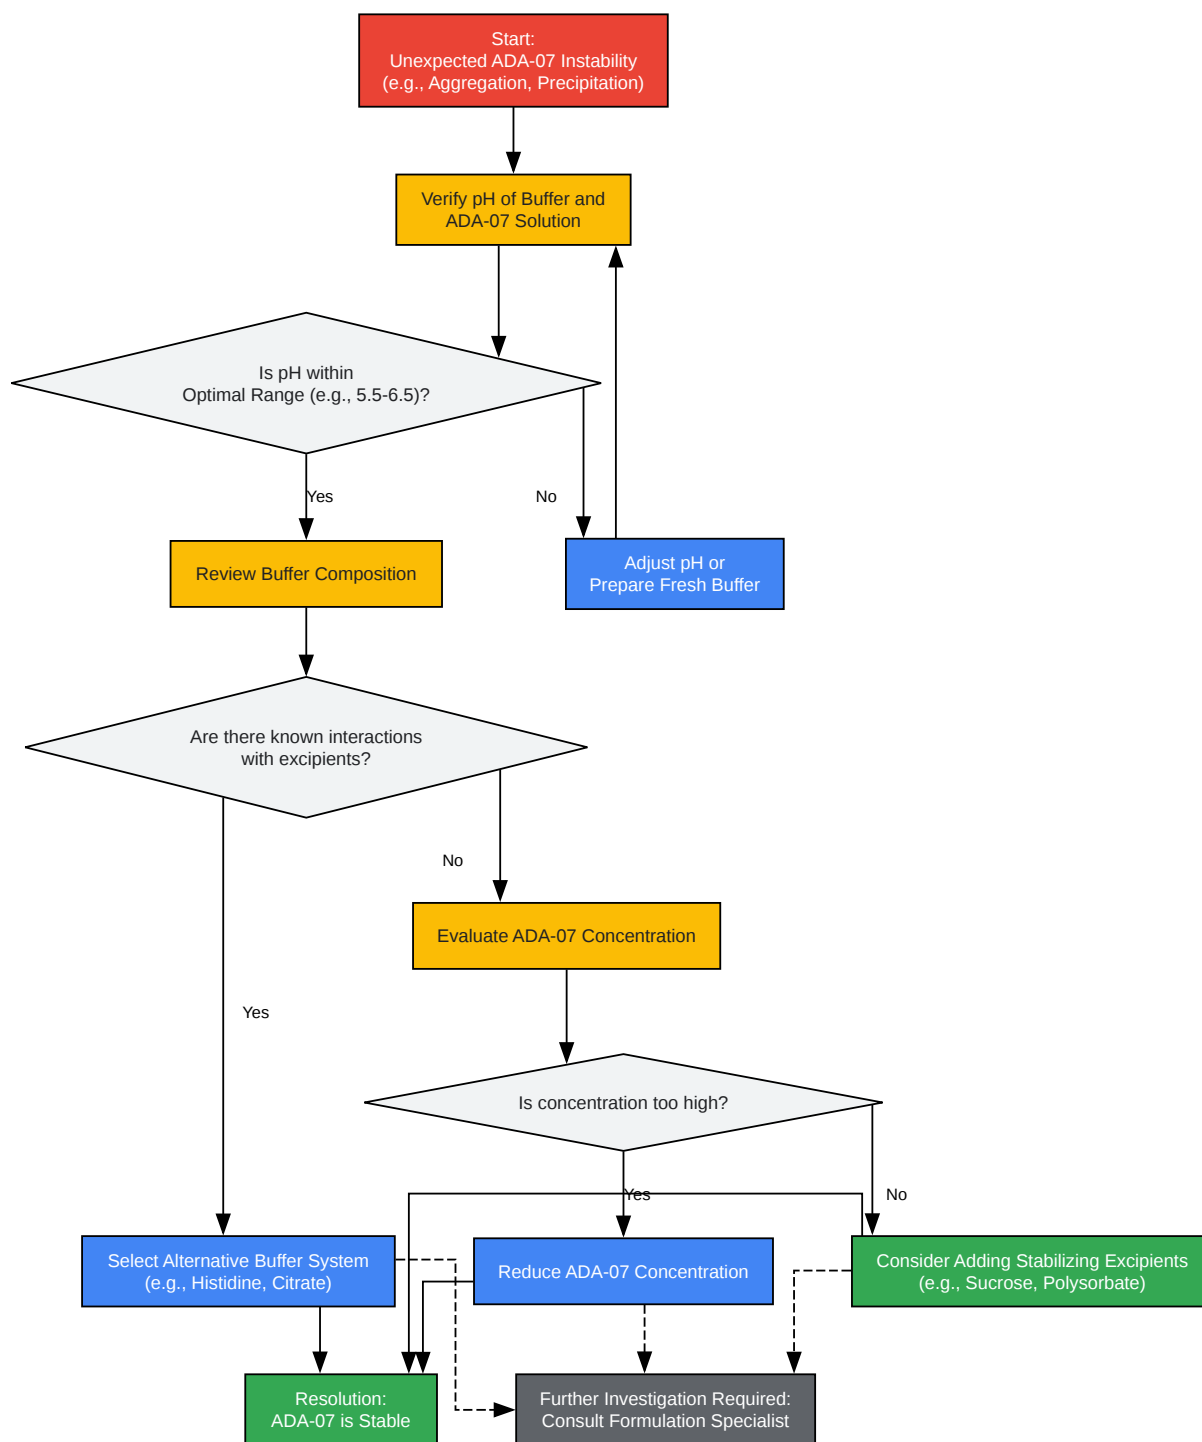 Start:
Unexpected ADA-07 Instability
(e.g., Aggregation, Precipitation)
Verify pH of Buffer and
ADA-07 Solution
Is pH within
Optimal Range (e.g., 5.5-6.5)?
Yes
No
Review Buffer Composition
Adjust pH or
Prepare Fresh Buffer
Are there known interactions
with excipients?
No
Evaluate ADA-07 Concentration
Yes
Is concentration too high?
Yes
No
Select Alternative Buffer System
(e.g., Histidine, Citrate)
Reduce ADA-07 Concentration
Consider Adding Stabilizing Excipients
(e.g., Sucrose, Polysorbate)
Resolution:
ADA-07 is Stable
Further Investigation Required:
Consult Formulation Specialist